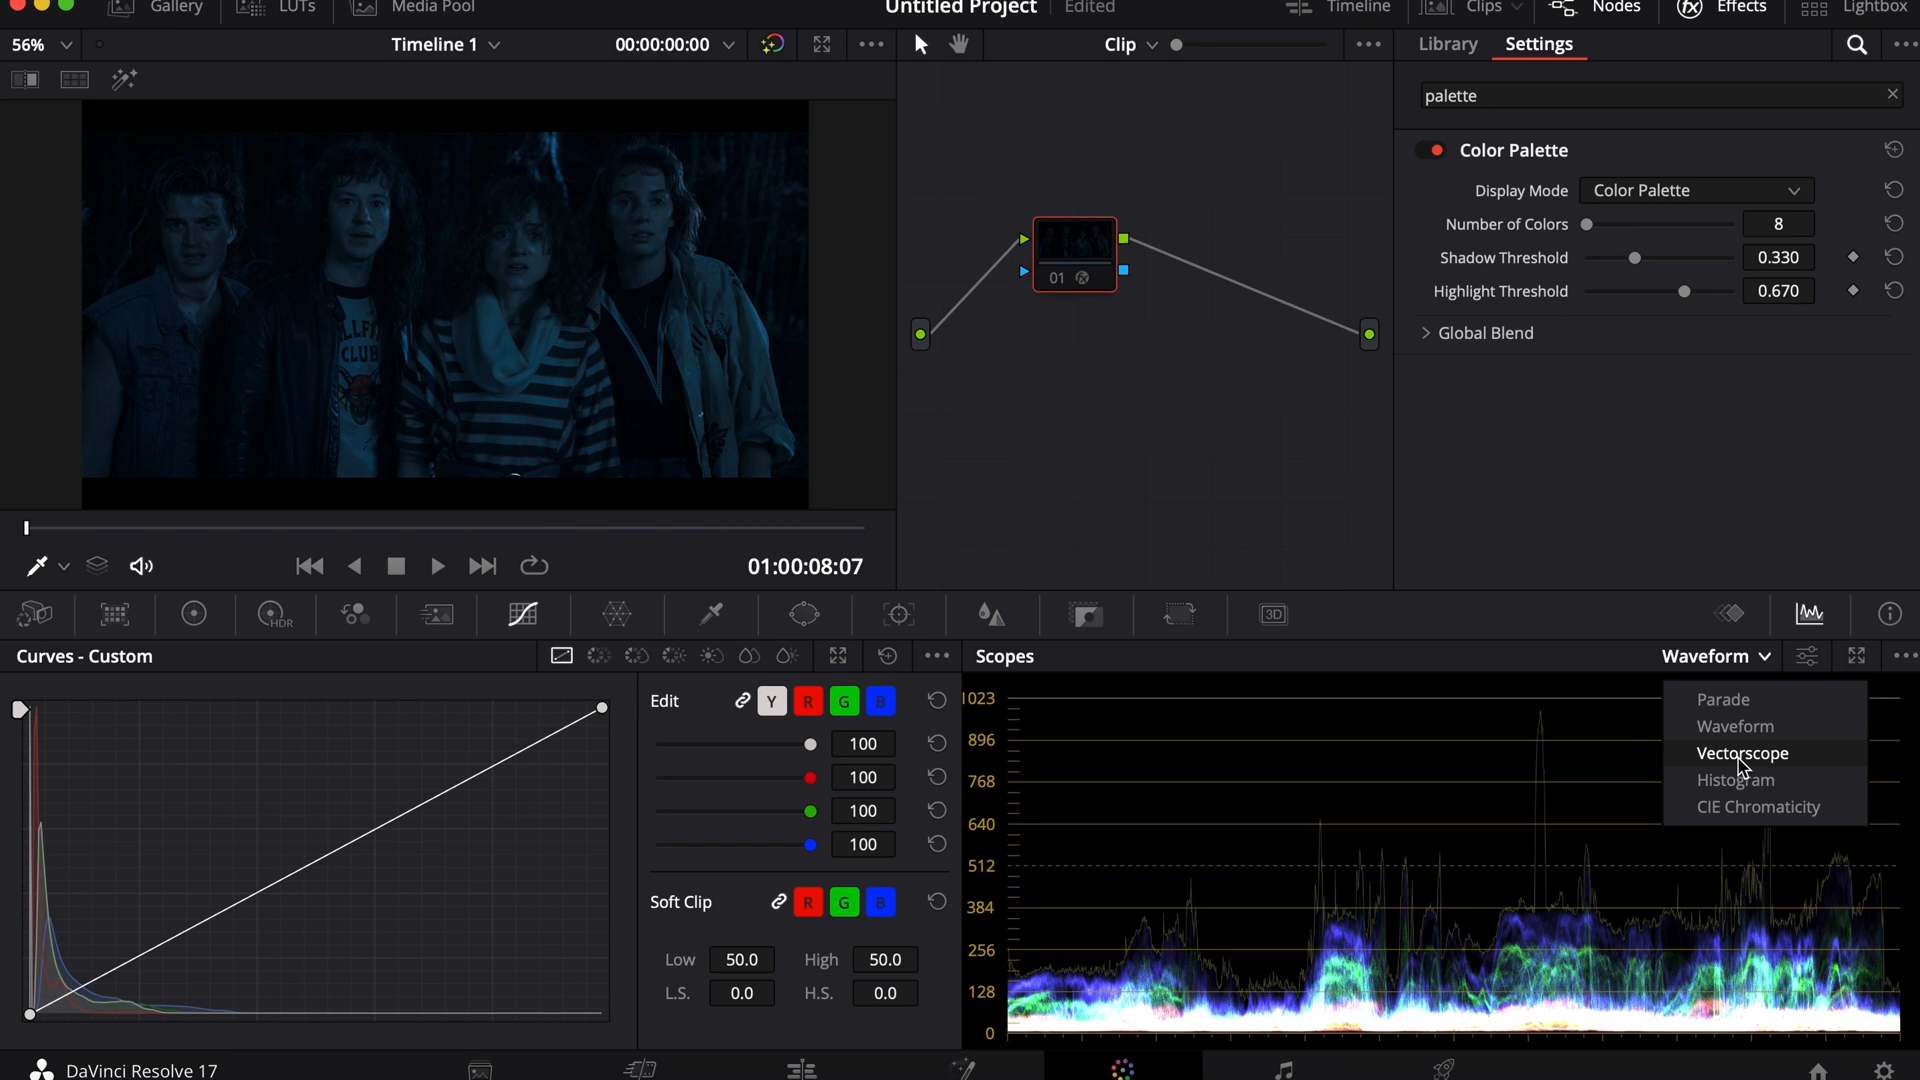 Gallery LUTs Media Pool Untitled Project Edited Timeline Clips Nodes Effects Lightbox
56% Timeline 1 00:00:00:00 Clip Library Settings
palette
Color Palette
Display Mode Color Palette
Number of Colors 8
Shadow Threshold 0.330
Highlight Threshold 0.670
Global Blend
CLUB
01
01:00:08:07
HDR 3D
Curves - Custom Scopes Waveform
Edit Y R G B
100
100
100
100
Soft Clip R G B
Low 50.0 High 50.0
L.S. 0.0 H.S. 0.0
1023
896
768
640
512
384
256
128
0
Parade
Waveform
Vectorscope
Histogram
CIE Chromaticity
DaVinci Resolve 17